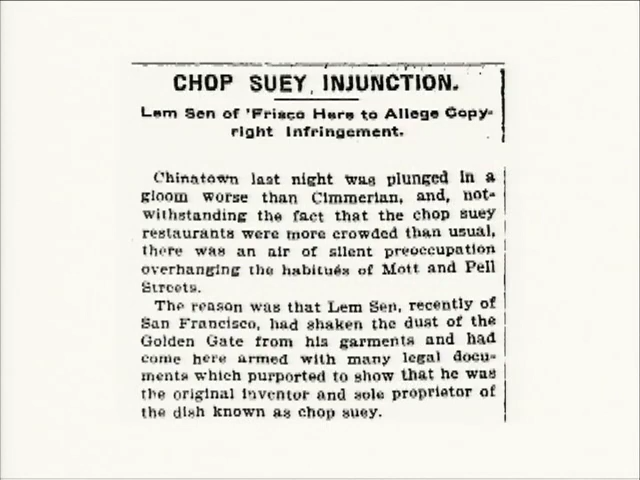 CHOP SUEY INJUNCTION.
Lem Sen of 'Frisco Here to Allege Copy-
right Infringement.
Chinatown last night was plunged in a
gloom worse than Cimmerian, and, not-
withstanding the fact that the chop suey
restaurants were more crowded than usual,
there was an air of silent preoccupation
overhanging the habitués of Mott and Pell
Streets.
The reason was that Lem Sen, recently of
San Francisco, had shaken the dust of the
Golden Gate from his garments and had
come here armed with many legal docu-
ments which purported to show that he was
the original inventor and sole proprietor of
the dish known as chop suey.